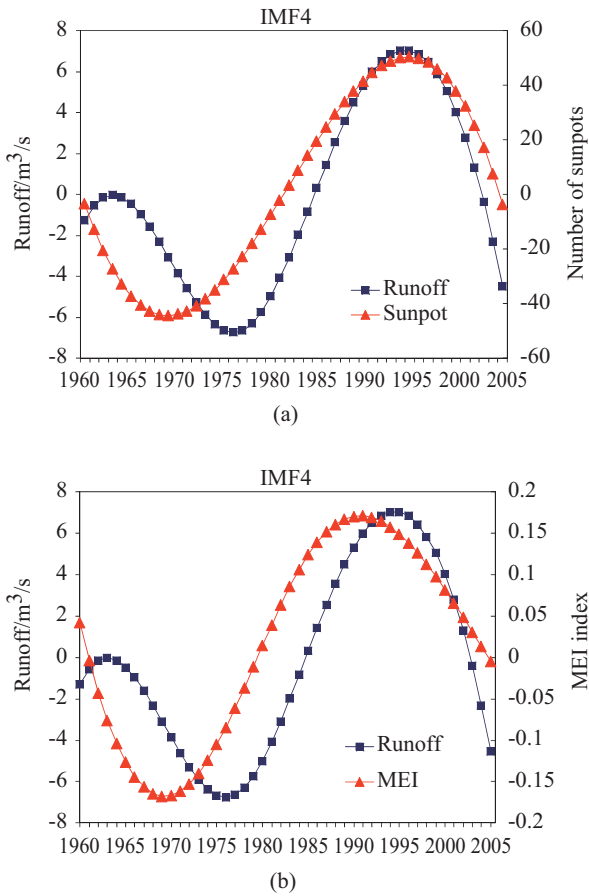 IMF4
8
6
4
2
0
-2
-4
-6
-8
Runoff/m³/s
60
40
20
0
-20
-40
-60
Number of sunpots
Runoff
Sunpot
1960 1965 1970 1975 1980 1985 1990 1995 2000 2005
(a)
IMF4
8
6
4
2
0
-2
-4
-6
-8
Runoff/m³/s
0.2
0.15
0.1
0.05
0
-0.05
-0.1
-0.15
-0.2
MEI index
Runoff
MEI
1960 1965 1970 1975 1980 1985 1990 1995 2000 2005
(b)